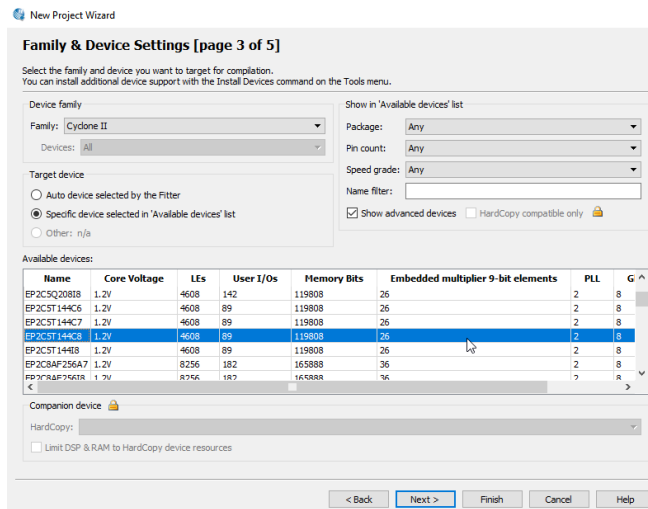 New Project Wizard
Family & Device Settings [page 3 of 5]
Select the family and device you want to target for compilation.
You can install additional device support with the Install Devices command on the Tools menu.
Device family
Family: Cyclone II
Devices: All
Show in 'Available devices' list
Package: Any
Pin count: Any
Speed grade: Any
Name filter:
Show advanced devices HardCopy compatible only
Target device
Auto device selected by the Fitter
Specific device selected in 'Available devices' list
Other: n/a
Available devices:
Name Core Voltage LEs User I/Os Memory Bits Embedded multiplier 9-bit elements PLL G
EP2C5Q208I8 1.2V 4608 142 119808 26 2 8
EP2C5T144C6 1.2V 4608 89 119808 26 2 8
EP2C5T144C7 1.2V 4608 89 119808 26 2 8
EP2C5T144C8 1.2V 4608 89 119808 26 2 8
EP2C5T144I8 1.2V 4608 89 119808 26 2 8
EP2C8AF256A7 1.2V 8256 182 165888 36 2 8
EP2C8AF256I8 1.2V 8256 182 165888 36 2 8
Companion device
HardCopy:
Limit DSP & RAM to HardCopy device resources
< Back Next > Finish Cancel Help